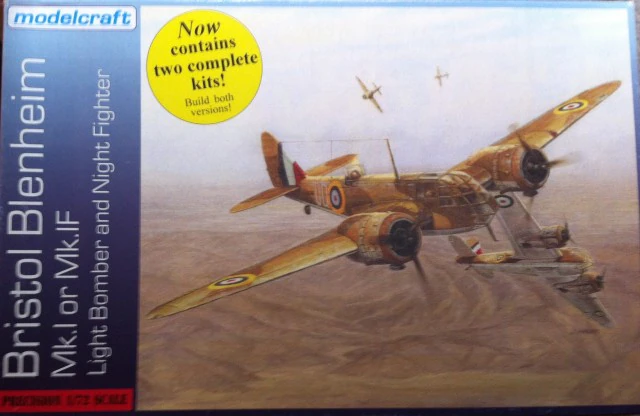 modelcraft
Now
contains
two complete
kits!
Build both
versions!
Bristol Blenheim
Mk.I or Mk.IF
Light Bomber and Night Fighter
PRECISION 1/72 SCALE